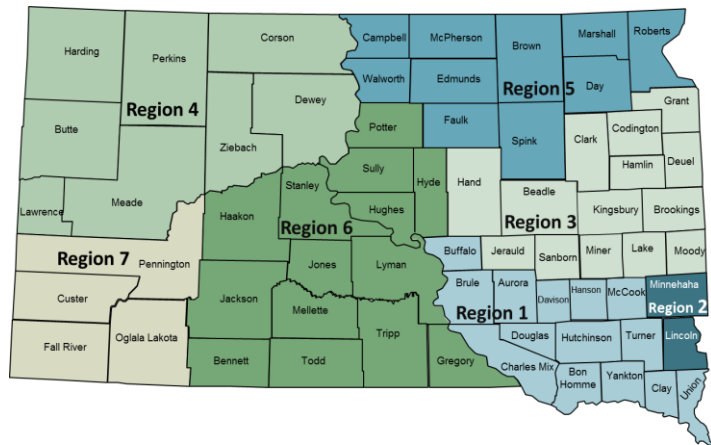 Harding
Perkins
Corson
Campbell
McPherson
Brown
Marshall
Roberts
Walworth
Edmunds
Region 5
Day
Dewey
Region 4
Butte
Ziebach
Potter
Faulk
Spink
Grant
Clark
Codington
Hamlin
Deuel
Meade
Lawrence
Stanley
Sully
Hyde
Hand
Beadle
Kingsbury
Brookings
Haakon
Region 6
Hughes
Region 3
Region 7
Pennington
Jones
Lyman
Buffalo
Jerauld
Sanborn
Miner
Lake
Moody
Custer
Jackson
Mellette
Brule
Aurora
Davison
Hanson
McCook
Minnehaha
Region 1
Region 2
Fall River
Oglala Lakota
Bennett
Todd
Tripp
Gregory
Douglas
Hutchinson
Turner
Lincoln
Charles Mix
Bon
Homme
Yankton
Clay
Union